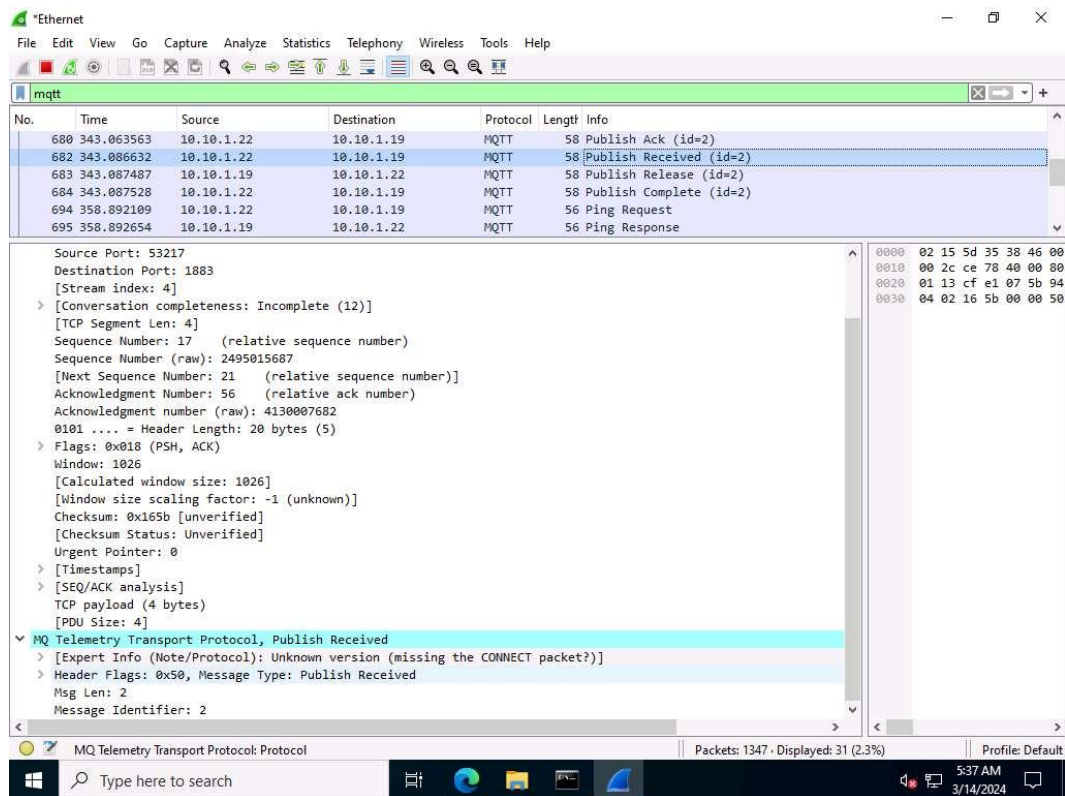 *Ethernet
File Edit View Go Capture Analyze Statistics Telephony Wireless Tools Help
mqtt
No. Time Source Destination Protocol Lengtl Info
680 343.063563 10.10.1.22 10.10.1.19 MQTT 58 Publish Ack (id=2)
682 343.086632 10.10.1.22 10.10.1.19 MQTT 58 Publish Received (id=2)
683 343.087487 10.10.1.19 10.10.1.22 MQTT 58 Publish Release (id=2)
684 343.087528 10.10.1.22 10.10.1.19 MQTT 58 Publish Complete (id=2)
694 358.892109 10.10.1.22 10.10.1.19 MQTT 56 Ping Request
695 358.892654 10.10.1.19 10.10.1.22 MQTT 56 Ping Response
Source Port: 53217
Destination Port: 1883
[Stream index: 4]
[Conversation completeness: Incomplete (12)]
[TCP Segment Len: 4]
Sequence Number: 17 (relative sequence number)
Sequence Number (raw): 2495015687
[Next Sequence Number: 21 (relative sequence number)]
Acknowledgment Number: 56 (relative ack number)
Acknowledgment number (raw): 4130007682
0101 .... = Header Length: 20 bytes (5)
Flags: 0x018 (PSH, ACK)
Window: 1026
[Calculated window size: 1026]
[Window size scaling factor: -1 (unknown)]
Checksum: 0x165b [unverified]
[Checksum Status: Unverified]
Urgent Pointer: 0
[Timestamps]
[SEQ/ACK analysis]
TCP payload (4 bytes)
[PDU Size: 4]
MQ Telemetry Transport Protocol, Publish Received
[Expert Info (Note/Protocol): Unknown version (missing the CONNECT packet?)]
Header Flags: 0x50, Message Type: Publish Received
Msg Len: 2
Message Identifier: 2
0000 02 15 5d 35 38 46 00
0010 00 2c ce 78 40 00 80
0020 01 13 cf e1 07 5b 94
0030 04 02 16 5b 00 00 50
MQ Telemetry Transport Protocol: Protocol
Packets: 1347 · Displayed: 31 (2.3%)
Profile: Default
Type here to search
5:37 AM
3/14/2024